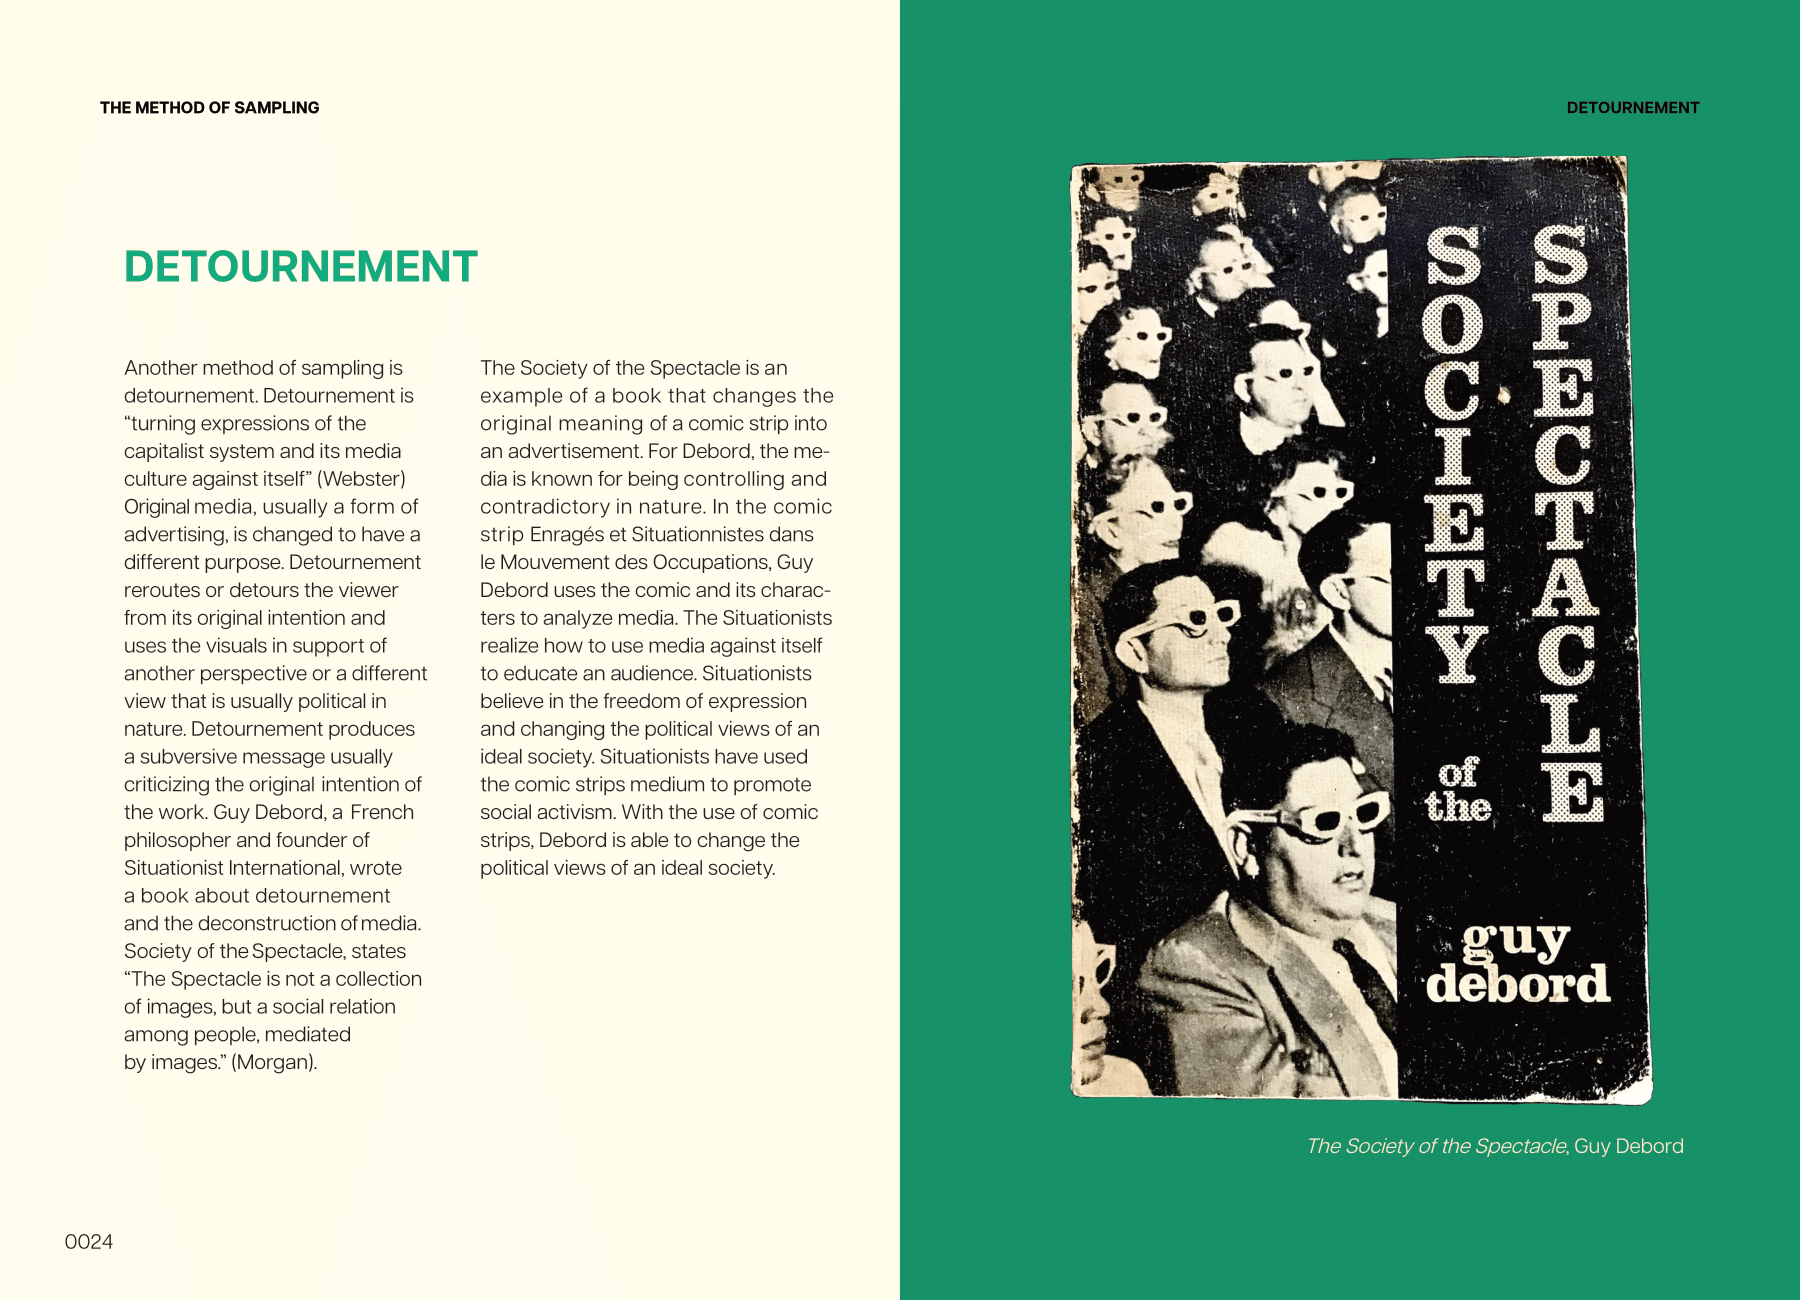 THE METHOD OF SAMPLING
DETOURNEMENT
Another method of sampling is
detournement. Detournement is
“turning expressions of the
capitalist system and its media
culture against itself” (Webster)
Original media, usually a form of
advertising, is changed to have a
different purpose. Detournement
reroutes or detours the viewer
from its original intention and
uses the visuals in support of
another perspective or a different
view that is usually political in
nature. Detournement produces
a subversive message usually
criticizing the original intention of
the work. Guy Debord, a French
philosopher and founder of
Situationist International, wrote
a book about detournement
and the deconstruction of media.
Society of the Spectacle, states
“The Spectacle is not a collection
of images, but a social relation
among people, mediated
by images.” (Morgan).
The Society of the Spectacle is an
example of a book that changes the
original meaning of a comic strip into
an advertisement. For Debord, the me-
dia is known for being controlling and
contradictory in nature. In the comic
strip Enragés et Situationnistes dans
le Mouvement des Occupations, Guy
Debord uses the comic and its charac-
ters to analyze media. The Situationists
realize how to use media against itself
to educate an audience. Situationists
believe in the freedom of expression
and changing the political views of an
ideal society. Situationists have used
the comic strips medium to promote
social activism. With the use of comic
strips, Debord is able to change the
political views of an ideal society.
0024
DETOURNEMENT
SOCIETY
of
the
SPECTACLE
guy
debord
The Society of the Spectacle, Guy Debord